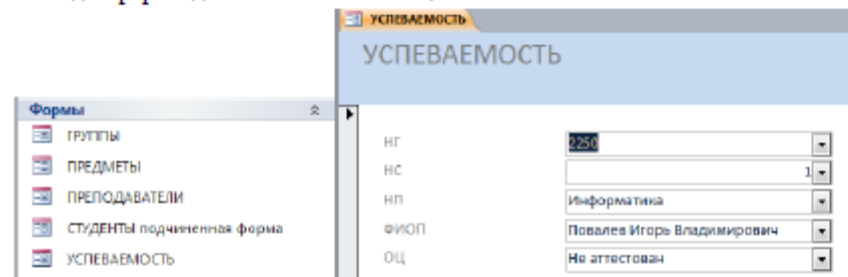 УСПЕВАЕМОСТЬ
УСПЕВАЕМОСТЬ
Формы
ГРУППЫ
ПРЕДМЕТЫ
ПРЕПОДАВАТЕЛИ
СТУДЕНТЫ подчиненная форма
УСПЕВАЕМОСТЬ
НГ 2250
НС 1
НП Информатика
ФИОП Повалев Игорь Владимирович
ОЦ Не аттестован